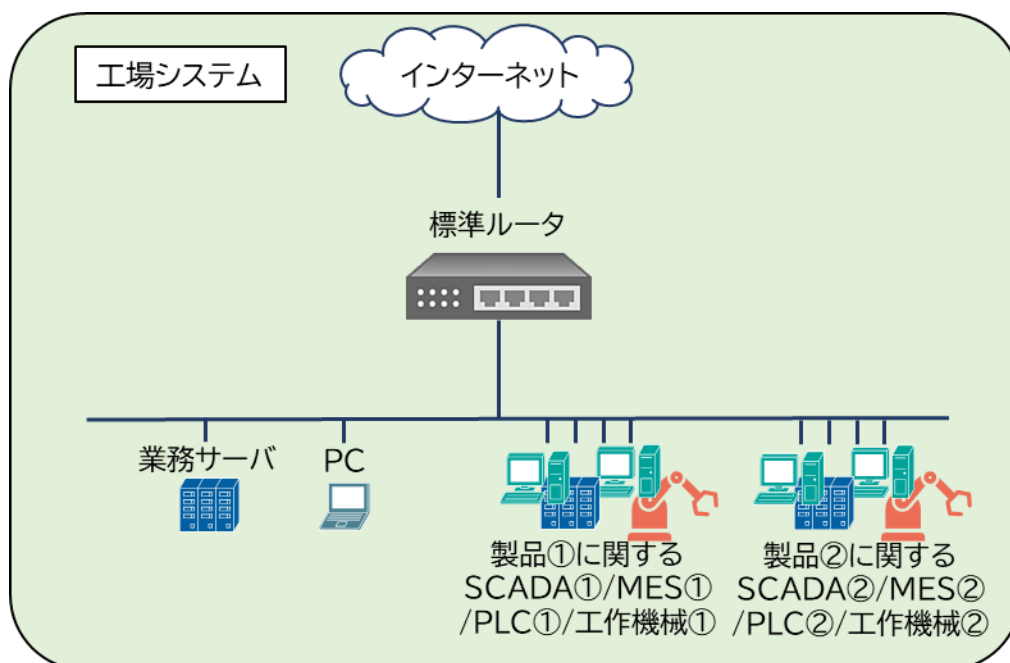 工場システム
インターネット
標準ルータ
業務サーバ
PC
製品①に関する
SCADA①/MES①
/PLC①/工作機械①
製品②に関する
SCADA②/MES②
/PLC②/工作機械②